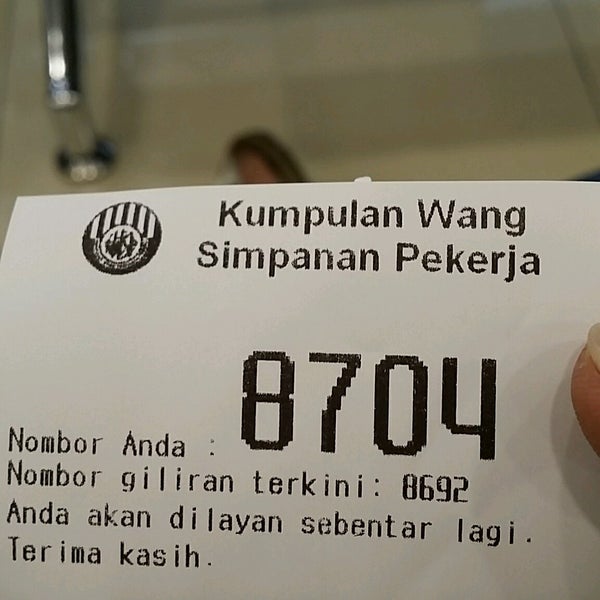 Kumpulan Wang
Simpanan Pekerja
Nombor Anda : 8704
Nombor giliran terkini: 8692
Anda akan dilayan sebentar lagi.
Terima kasih.